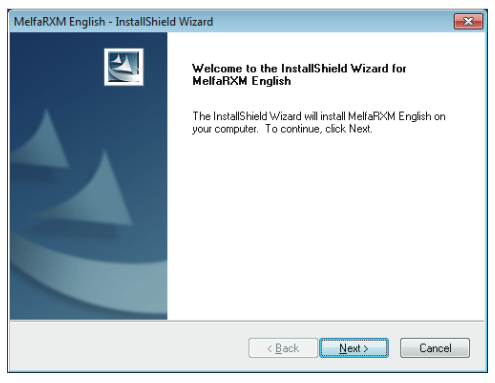 MelfaRXM English - InstallShield Wizard
Welcome to the InstallShield Wizard for
MelfaRXM English
The InstallShield Wizard will install MelfaRXM English on
your computer. To continue, click Next.
< Back
Next >
Cancel